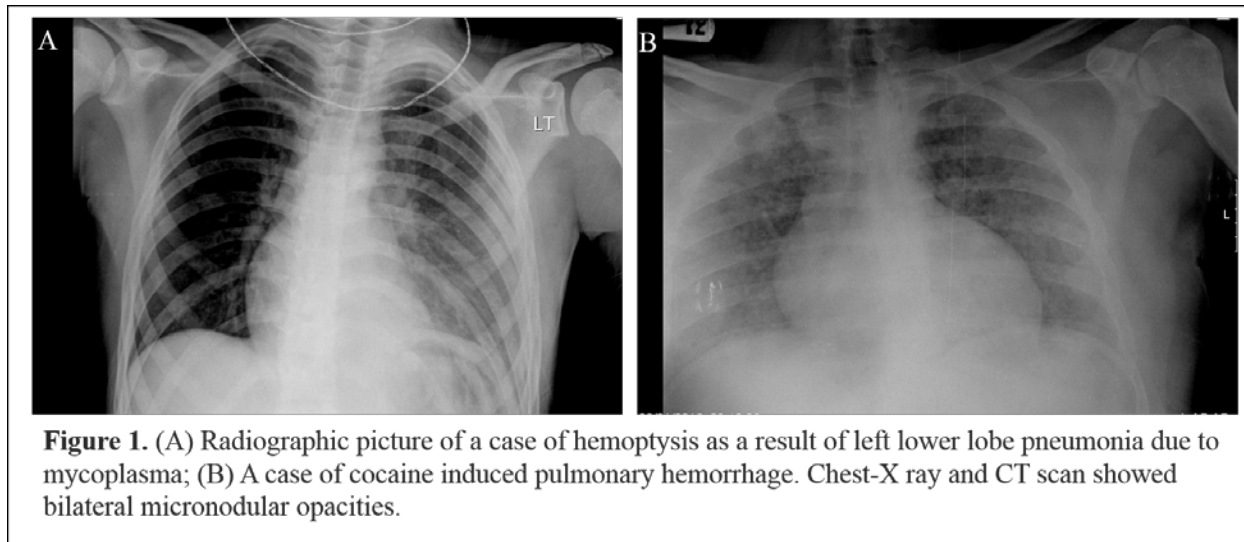 A
B
LT
L
Figure 1. (A) Radiographic picture of a case of hemoptysis as a result of left lower lobe pneumonia due to
mycoplasma; (B) A case of cocaine induced pulmonary hemorrhage. Chest-X ray and CT scan showed
bilateral micronodular opacities.